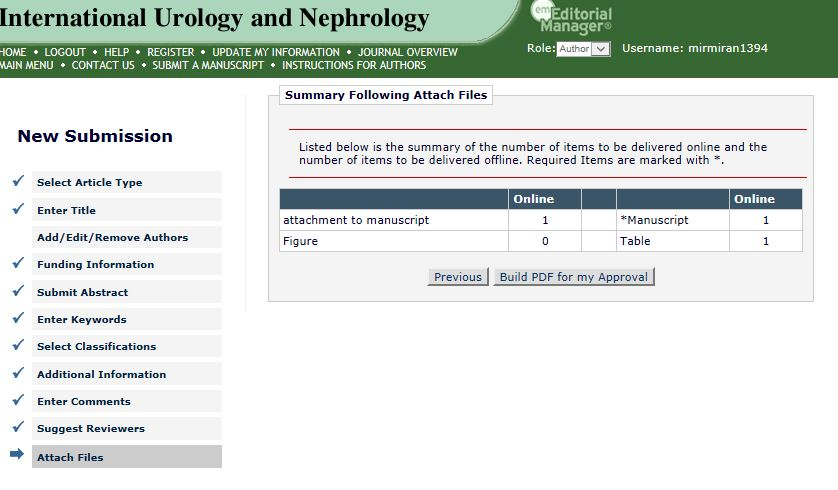 International Urology and Nephrology
em Editorial
Manager®
HOME • LOGOUT • HELP • REGISTER • UPDATE MY INFORMATION • JOURNAL OVERVIEW
MAIN MENU • CONTACT US • SUBMIT A MANUSCRIPT • INSTRUCTIONS FOR AUTHORS
Role: Author Username: mirmiran1394
New Submission
Select Article Type
Enter Title
Add/Edit/Remove Authors
Funding Information
Submit Abstract
Enter Keywords
Select Classifications
Additional Information
Enter Comments
Suggest Reviewers
Attach Files
Summary Following Attach Files
Listed below is the summary of the number of items to be delivered online and the
number of items to be delivered offline. Required Items are marked with *.
Online Online
attachment to manuscript 1 *Manuscript 1
Figure 0 Table 1
Previous Build PDF for my Approval